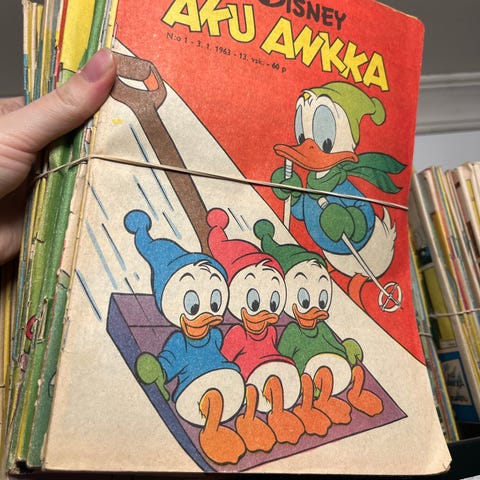 DISNEY
AKU ANKKA
N:o 1 - 3. 1. 1963 - 13. vsk. - 60 p